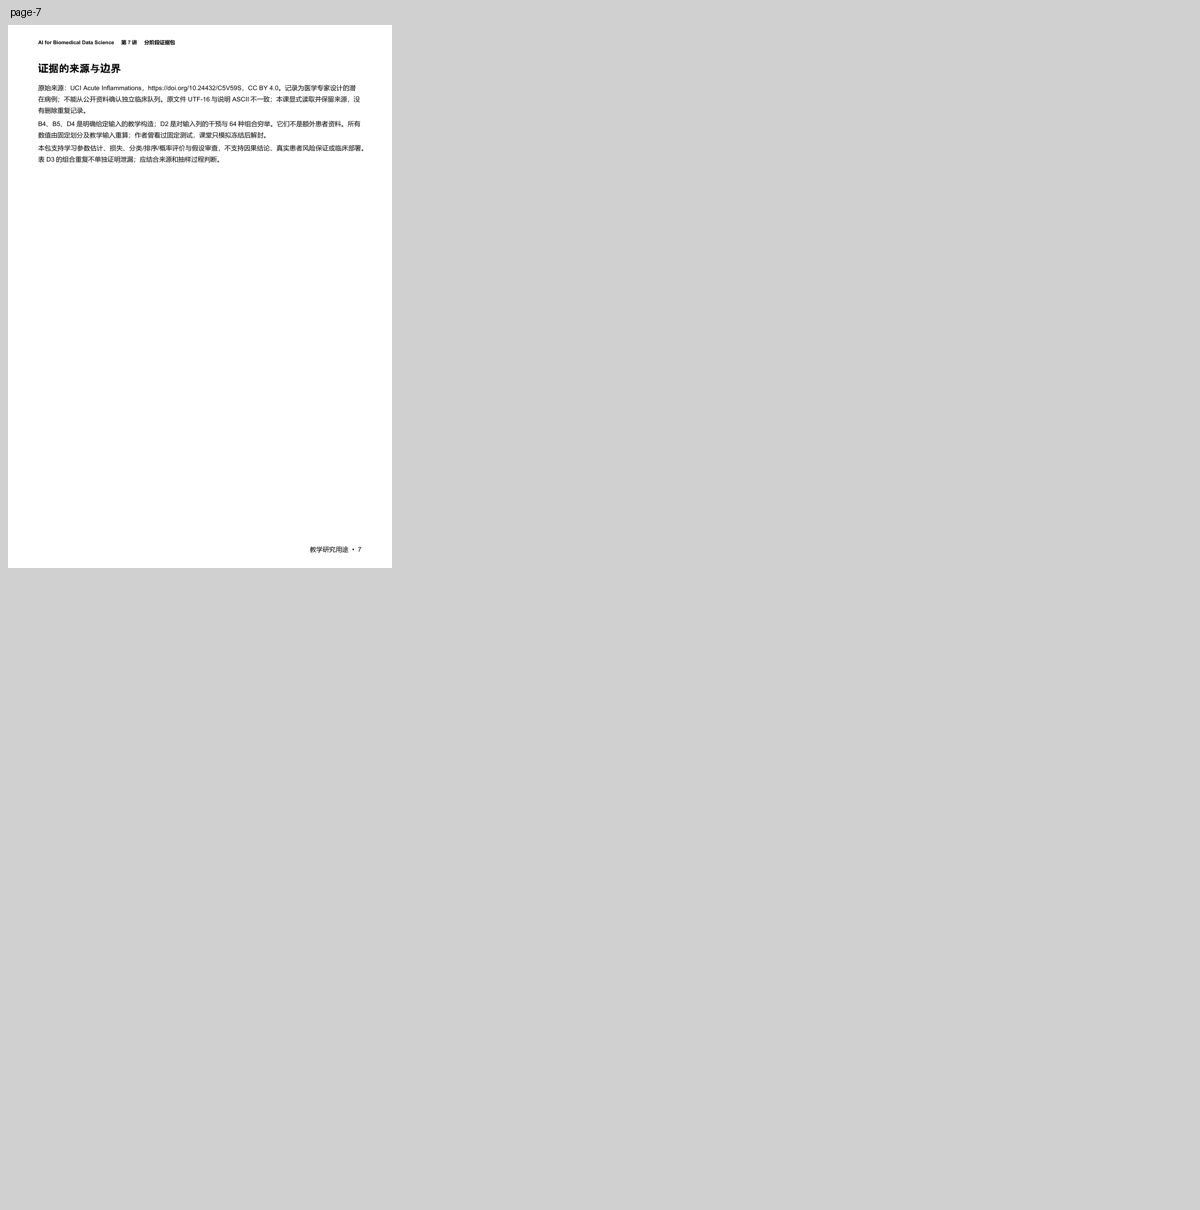 page-7
AI for Biomedical Data Science 第 7 讲 分阶段证据包
证据的来源与边界
原始来源：UCI Acute Inflammations，https://doi.org/10.24432/C5V59S，CC BY 4.0。记录为医学专家设计的潜
在病例；不能从公开资料确认独立临床队列。原文件 UTF-16 与说明 ASCII 不一致；本课显式读取并保留来源，没
有删除重复记录。
B4、B5、D4 是明确给定输入的教学构造；D2 是对输入列的干预与 64 种组合穷举。它们不是额外患者资料。所有
数值由固定划分及教学输入重算；作者曾看过固定测试，课堂只模拟冻结后解封。
本包支持学习参数估计、损失、分类/排序/概率评价与假设审查，不支持因果结论、真实患者风险保证或临床部署。
表 D3 的组合重复不单独证明泄漏；应结合来源和抽样过程判断。
教学研究用途 • 7